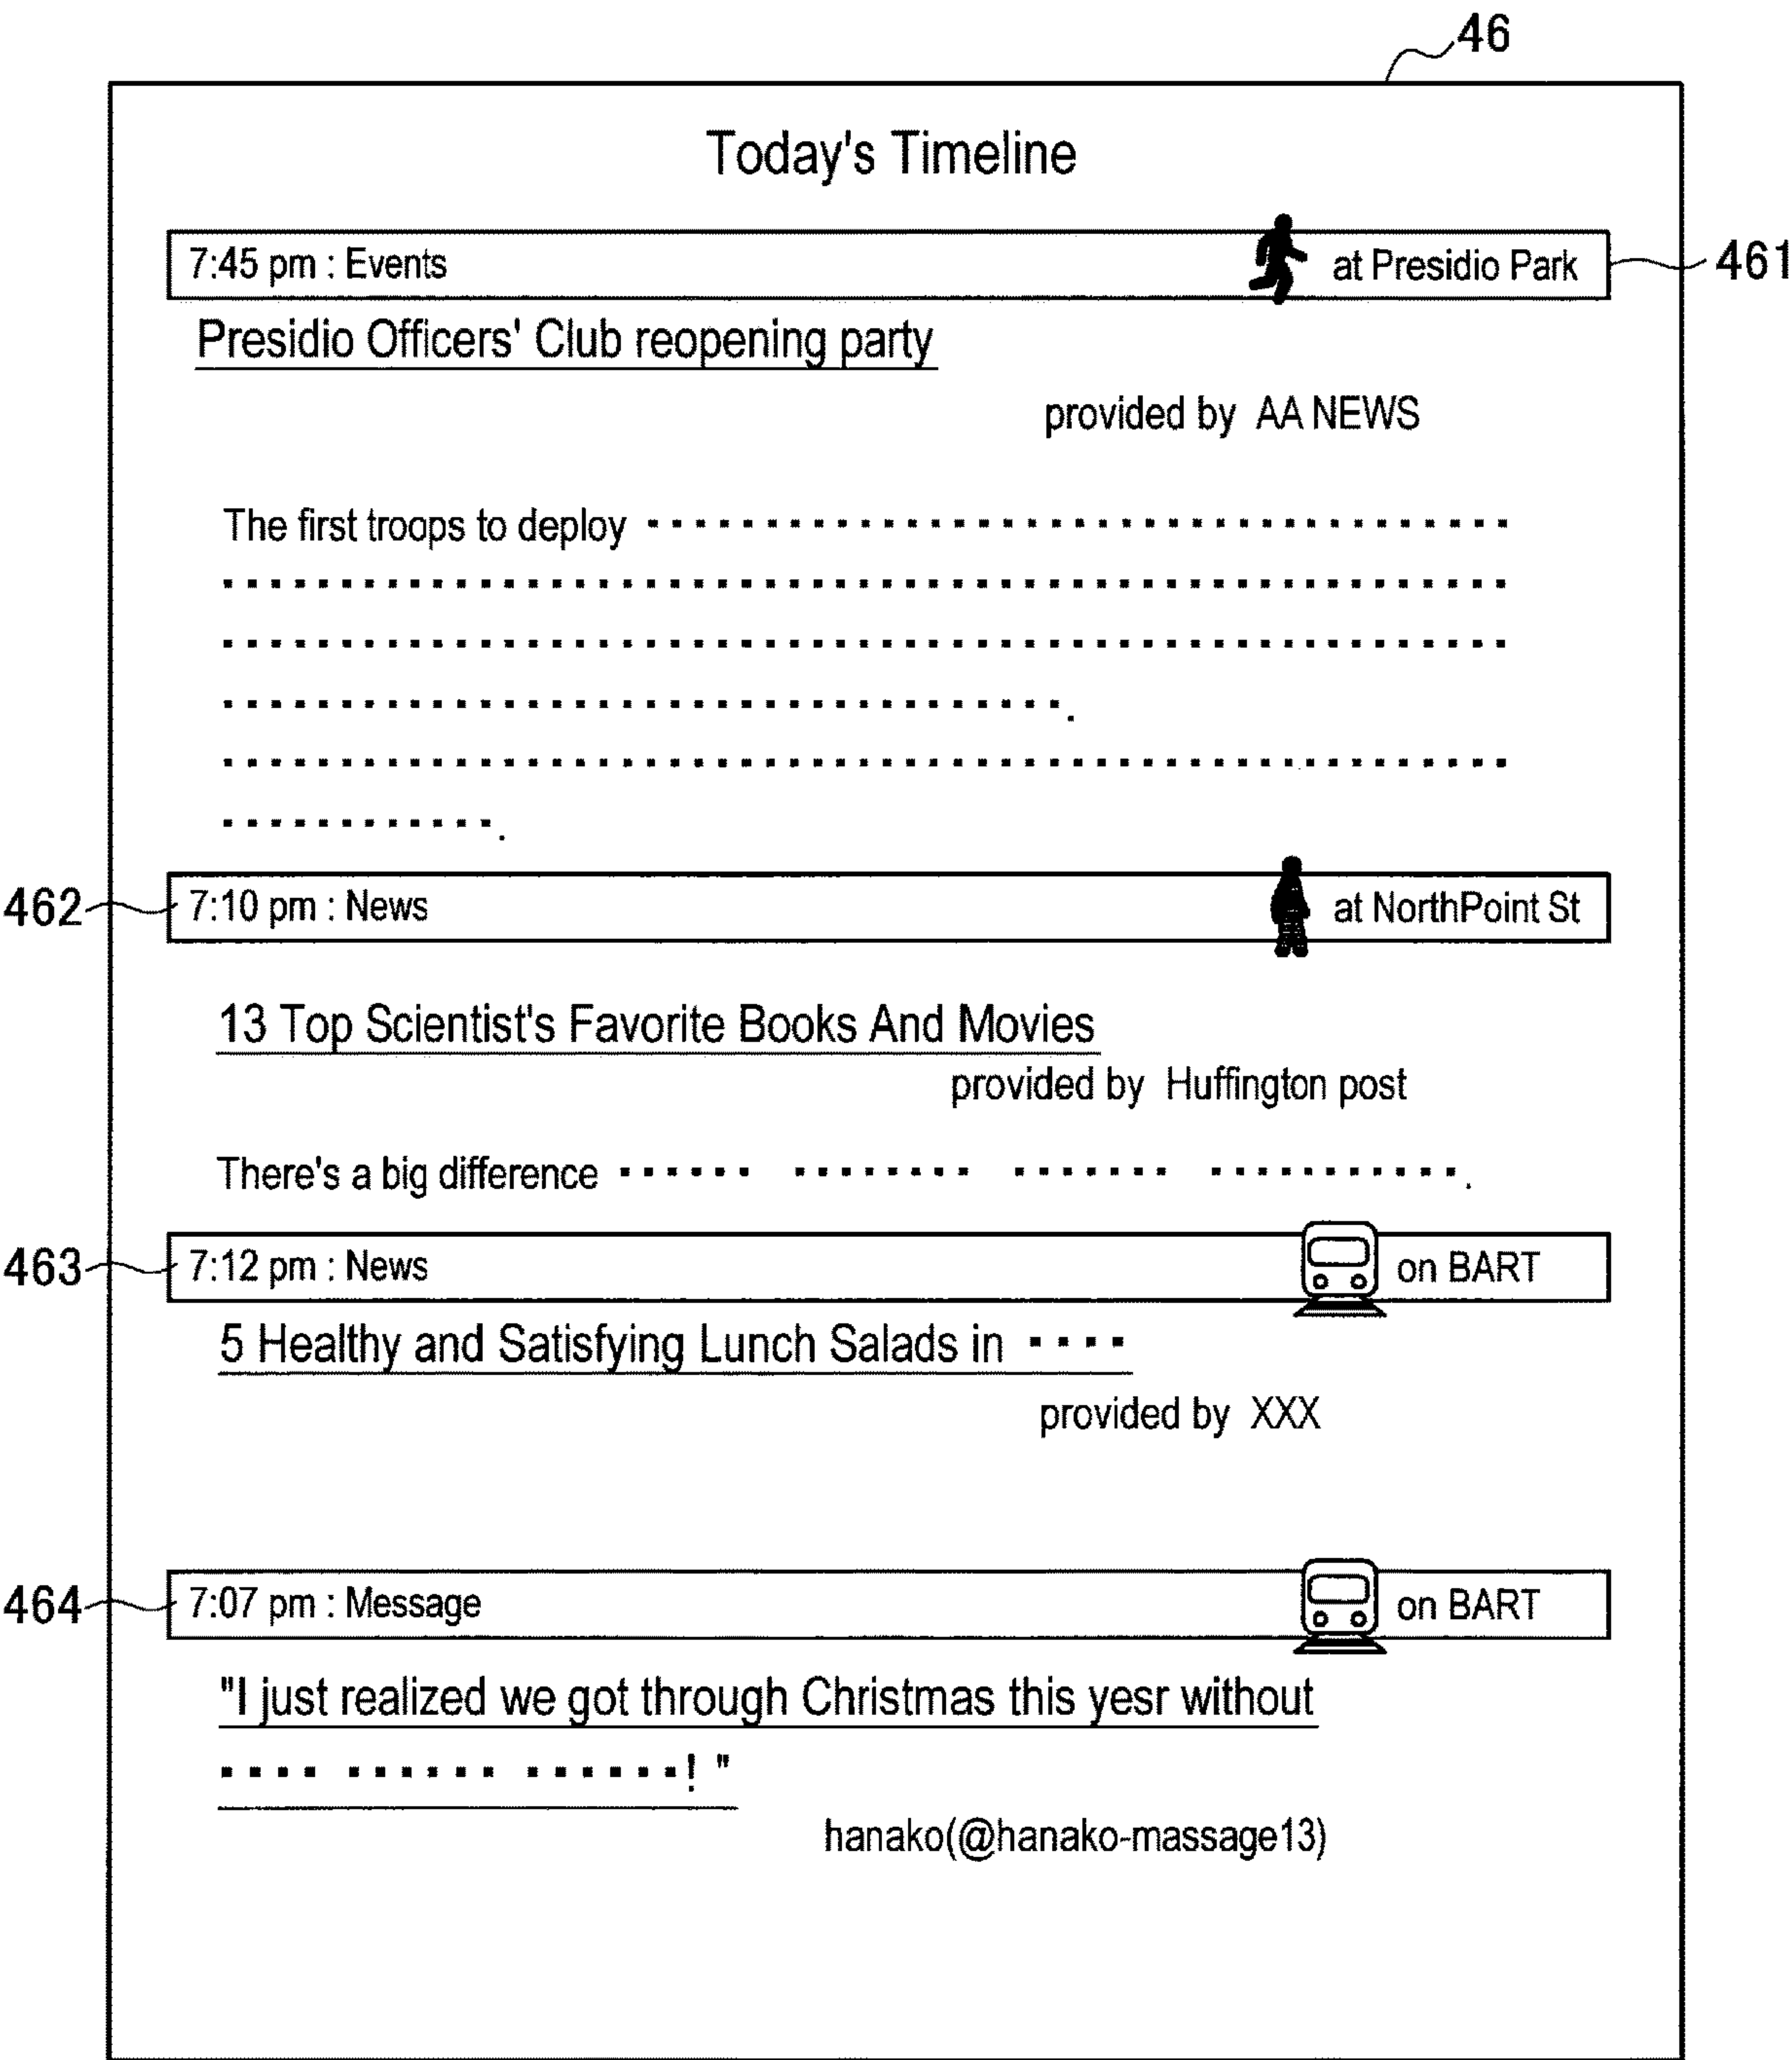 46
Today's Timeline
7:45 pm : Events at Presidio Park 461
Presidio Officers' Club reopening party
provided by AA NEWS
The first troops to deploy
462 7:10 pm : News at NorthPoint St
13 Top Scientist's Favorite Books And Movies
provided by Huffington post
There's a big difference
463 7:12 pm : News on BART
5 Healthy and Satisfying Lunch Salads in
provided by XXX
464 7:07 pm : Message on BART
"I just realized we got through Christmas this yesr without
! "
hanako(@hanako-massage13)